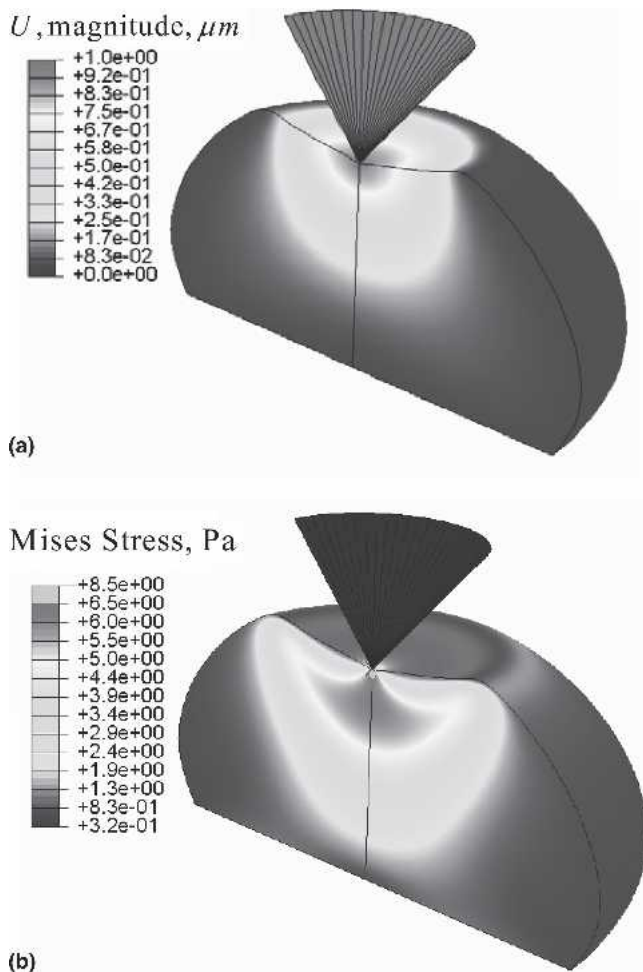 U, magnitude, μm
+1.0e+00
+9.2e-01
+8.3e-01
+7.5e-01
+6.7e-01
+5.8e-01
+5.0e-01
+4.2e-01
+3.3e-01
+2.5e-01
+1.7e-01
+8.3e-02
+0.0e+00
(a)
Mises Stress, Pa
+8.5e+00
+6.5e+00
+6.0e+00
+5.5e+00
+5.0e+00
+4.4e+00
+3.9e+00
+3.4e+00
+2.9e+00
+2.4e+00
+1.9e+00
+1.3e+00
+8.3e-01
+3.2e-01
(b)